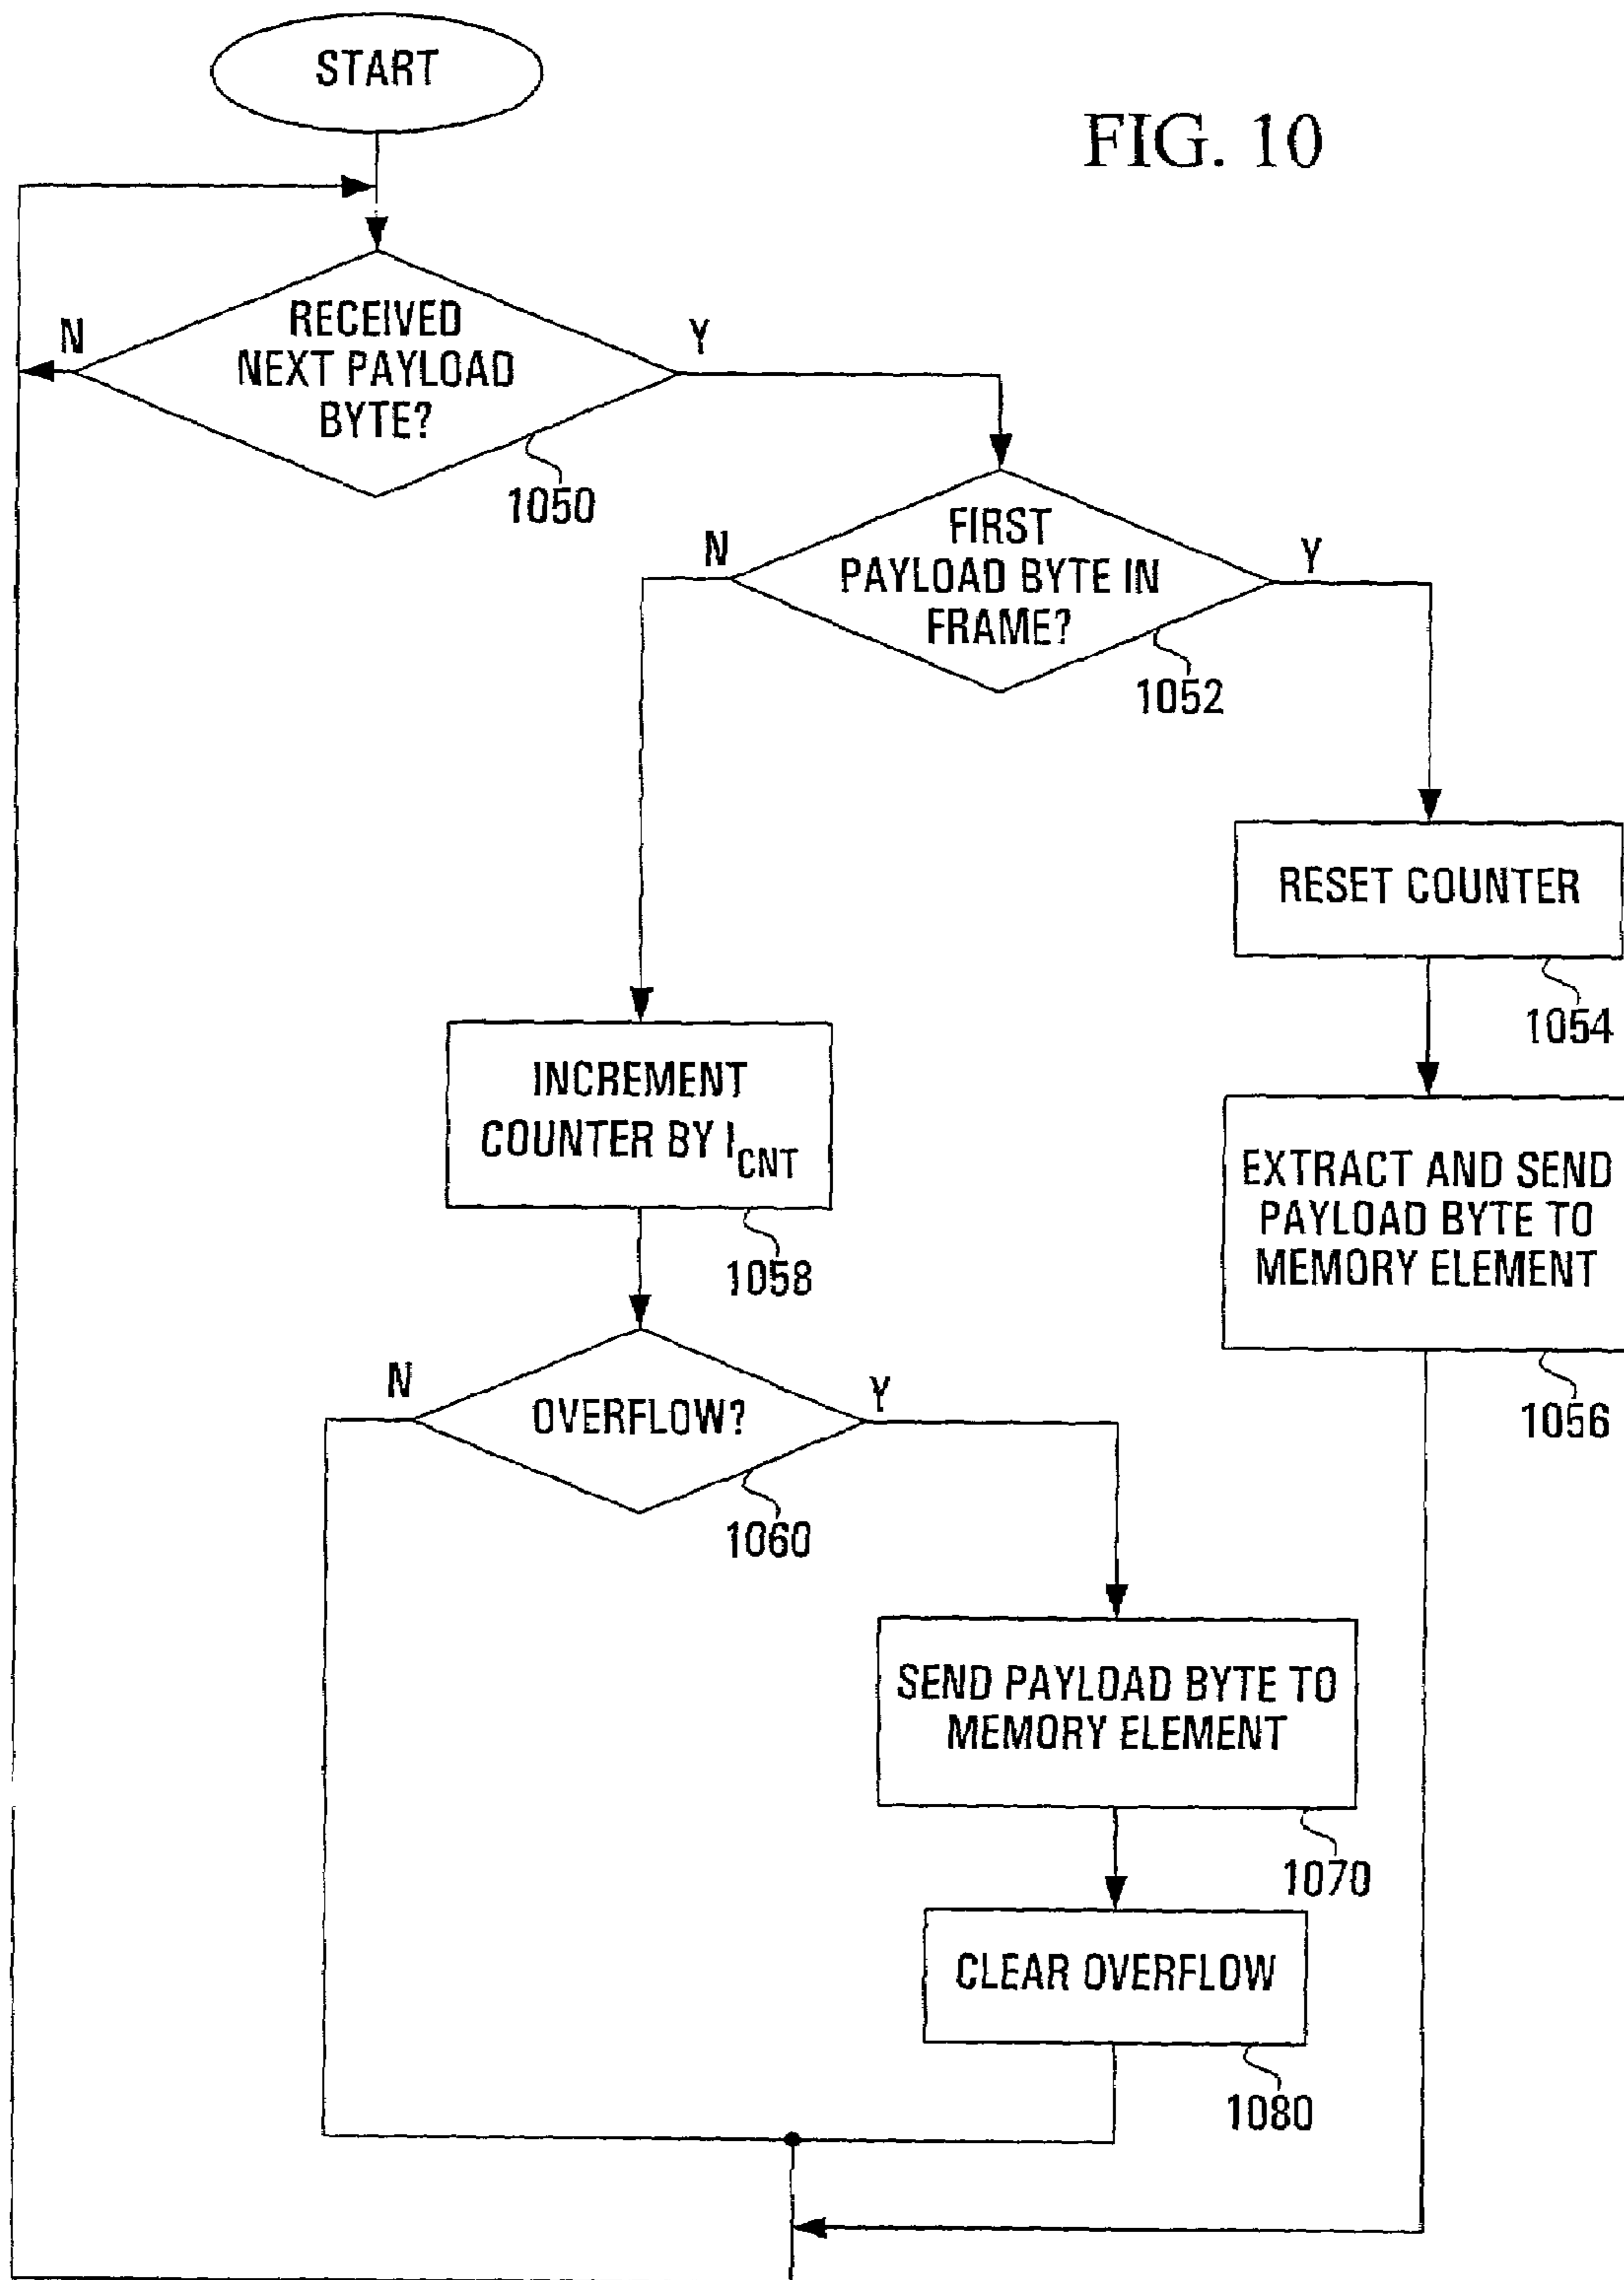 START
FIG. 10
RECEIVED
NEXT PAYLOAD
BYTE?
N
Y
1050
FIRST
PAYLOAD BYTE IN
FRAME?
N
Y
1052
RESET COUNTER
1054
INCREMENT
COUNTER BY I_CNT
1058
EXTRACT AND SEND
PAYLOAD BYTE TO
MEMORY ELEMENT
1056
OVERFLOW?
N
Y
1060
SEND PAYLOAD BYTE TO
MEMORY ELEMENT
1070
CLEAR OVERFLOW
1080